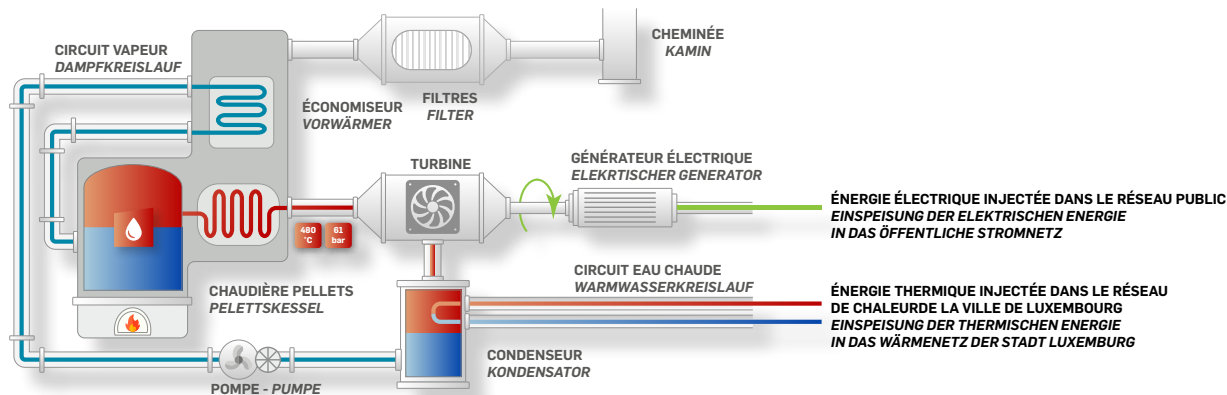 CIRCUIT VAPEUR
DAMPFKREISLAUF
CHEMINÉE
KAMIN
FILTRES
FILTER
ÉCONOMISEUR
VORWÄRMER
TURBINE
GÉNÉRATEUR ÉLECTRIQUE
ELEKRTISCHER GENERATOR
ÉNERGIE ÉLECTRIQUE INJECTÉE DANS LE RÉSEAU PUBLIC
EINSPEISUNG DER ELEKTRISCHEN ENERGIE
IN DAS ÖFFENTLICHE STROMNETZ
480
°C
61
bar
CHAUDIÈRE PELLETS
PELETTSKESSEL
CIRCUIT EAU CHAUDE
WARMWASSERKREISLAUF
ÉNERGIE THERMIQUE INJECTÉE DANS LE RÉSEAU
DE CHALEURDE LA VILLE DE LUXEMBOURG
EINSPEISUNG DER THERMISCHEN ENERGIE
IN DAS WÄRMENETZ DER STADT LUXEMBURG
CONDENSEUR
KONDENSATOR
POMPE - PUMPE